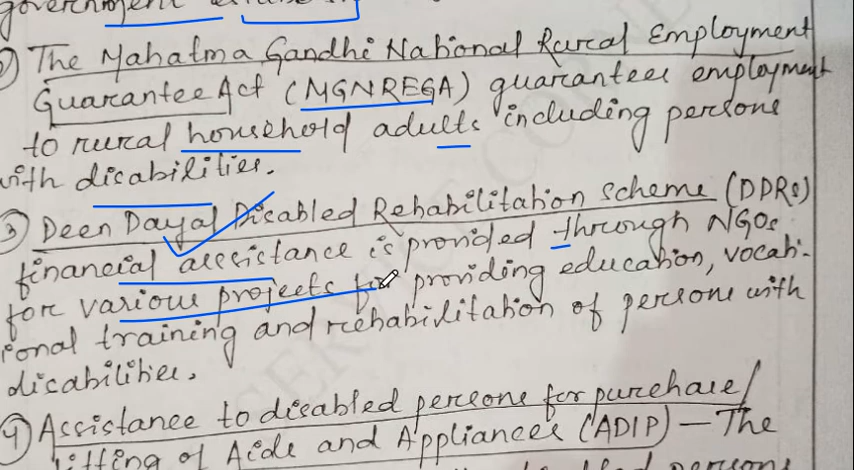 government
2) The Mahatma Gandhi National Rural Employment
Guarantee Act (MGNREGA) guarantees employment
to rural household adults including persons
with disabilities.
3) Deen Dayal Disabled Rehabilitation Scheme (DDRS)
financial assistance is provided through NGOs
for various projects for providing education, vocati-
ional training and rehabilitation of persons with
disabilities.
4) Assistance to disabled persons for purchase/
fitting of Aids and Appliances (ADIP) — The